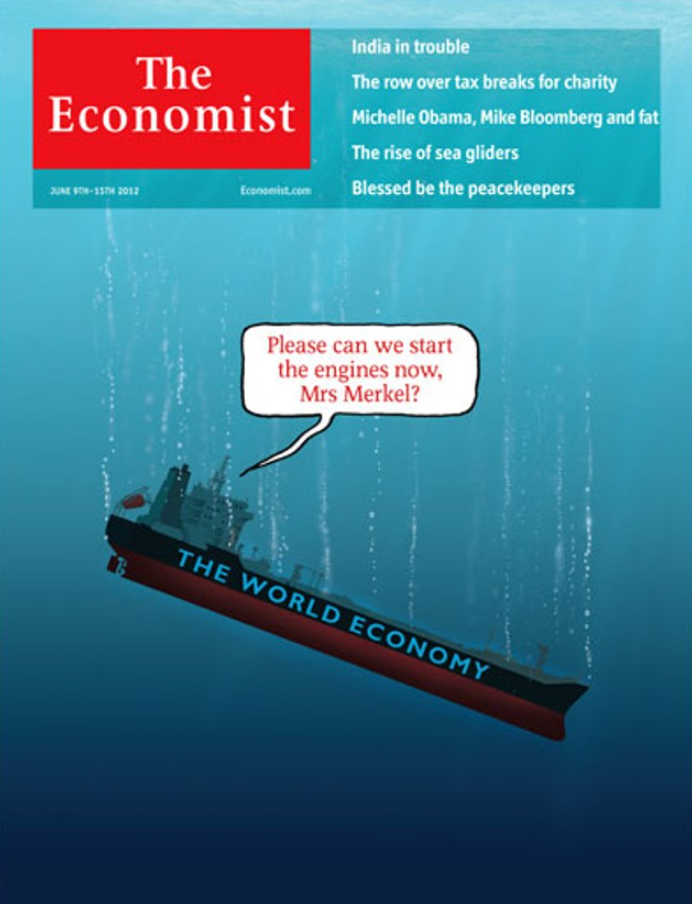 The
Economist
JUNE 9TH–15TH 2012
Economist.com
India in trouble
The row over tax breaks for charity
Michelle Obama, Mike Bloomberg and fat
The rise of sea gliders
Blessed be the peacekeepers
Please can we start
the engines now,
Mrs Merkel?
THE WORLD ECONOMY